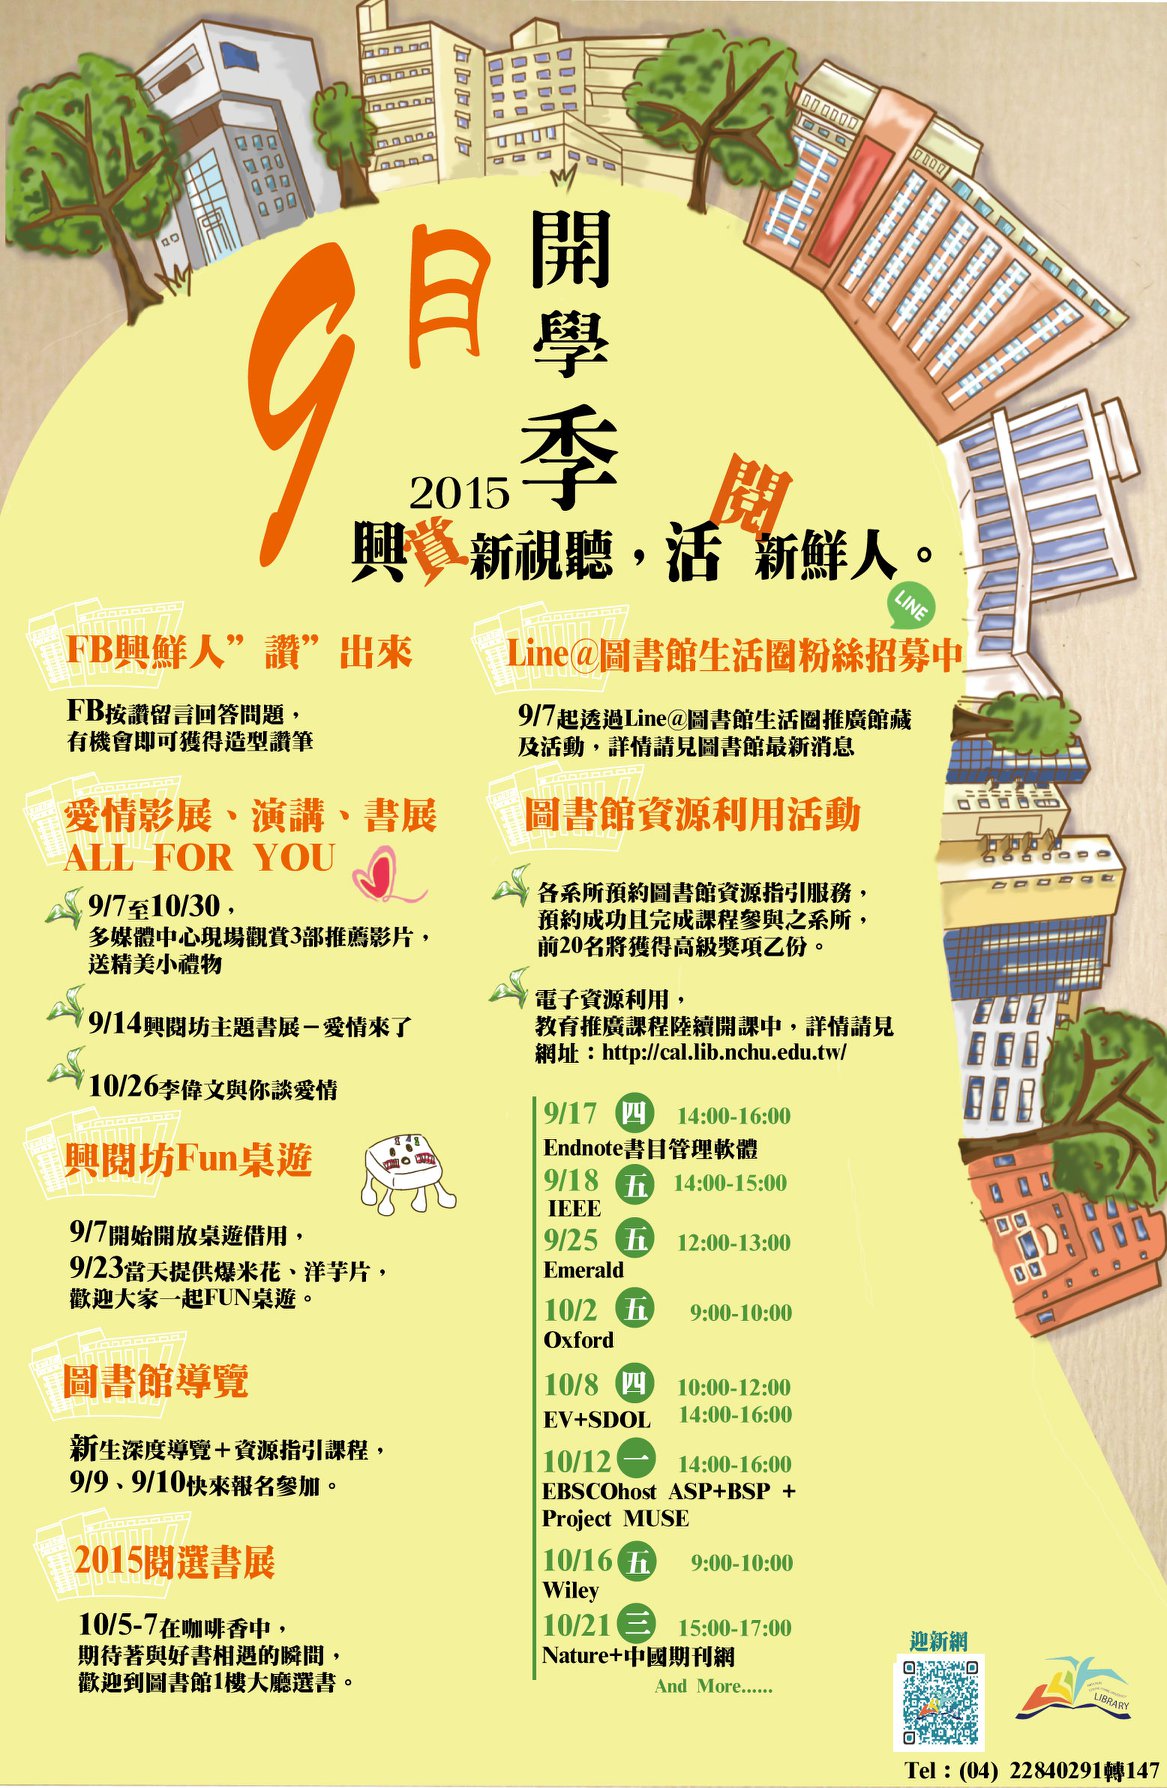 9月
開學季
2015
興賞新視聽，活閱新鮮人。
LINE
FB興鮮人”讚”出來
FB按讚留言回答問題，
有機會即可獲得造型讚筆
愛情影展、演講、書展
ALL FOR YOU
9/7至10/30，
多媒體中心現場觀賞3部推薦影片，
送精美小禮物
9/14興閱坊主題書展－愛情來了
10/26李偉文與你談愛情
興閱坊Fun桌遊
9/7開始開放桌遊借用，
9/23當天提供爆米花、洋芋片，
歡迎大家一起FUN桌遊。
圖書館導覽
新生深度導覽＋資源指引課程，
9/9、9/10快來報名參加。
2015閱選書展
10/5-7在咖啡香中，
期待著與好書相遇的瞬間，
歡迎到圖書館1樓大廳選書。
Line@圖書館生活圈粉絲招募中
9/7起透過Line@圖書館生活圈推廣館藏
及活動，詳情請見圖書館最新消息
圖書館資源利用活動
各系所預約圖書館資源指引服務，
預約成功且完成課程參與之系所，
前20名將獲得高級獎項乙份。
電子資源利用，
教育推廣課程陸續開課中，詳情請見
網址：http://cal.lib.nchu.edu.tw/
9/17 四 14:00-16:00
Endnote書目管理軟體
9/18 五 14:00-15:00
IEEE
9/25 五 12:00-13:00
Emerald
10/2 五 9:00-10:00
Oxford
10/8 四 10:00-12:00
EV+SDOL 14:00-16:00
10/12 一 14:00-16:00
EBSCOhost ASP+BSP +
Project MUSE
10/16 五 9:00-10:00
Wiley
10/21 三 15:00-17:00
Nature+中國期刊網
And More......
迎新網
LIBRARY
Tel：(04) 22840291轉147